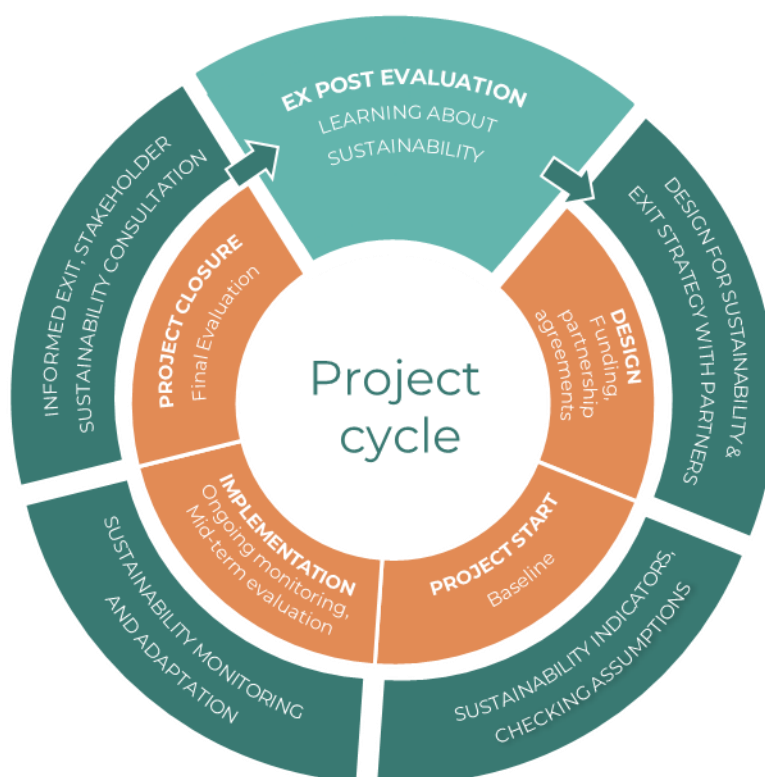 EX POST EVALUATION
LEARNING ABOUT
SUSTAINABILITY
DESIGN FOR SUSTAINABILITY &
EXIT STRATEGY WITH PARTNERS
DESIGN
Funding,
partnership
agreements
SUSTAINABILITY INDICATORS,
CHECKING ASSUMPTIONS
PROJECT START
Baseline
SUSTAINABILITY MONITORING
AND ADAPTATION
IMPLEMENTATION
Ongoing monitoring,
Mid-term evaluation
INFORMED EXIT, STAKEHOLDER
SUSTAINABILITY CONSULTATION
PROJECT CLOSURE
Final Evaluation
Project
cycle